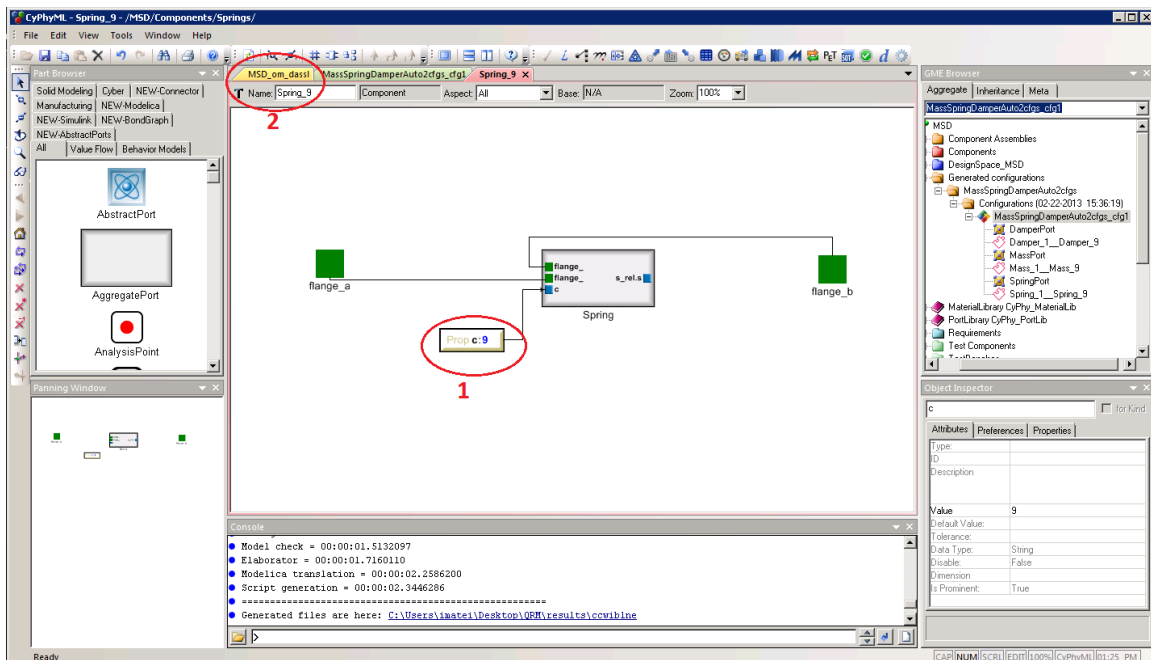 CyPhyML - Spring_9 - /MSD/Components/Springs/
File Edit View Tools Window Help
Part Browser
Solid Modeling Cyber NEW-Connector
Manufacturing NEW-Modelica
NEW-Simulink NEW-BondGraph
NEW-AbstractPorts
All Value Flow Behavior Models
AbstractPort
AggregatePort
AnalysisPoint
Panning Window
MSD_om_dassl MassSpringDamperAuto2cfgs_cfg1 Spring_9
Name: Spring_9 Component Aspect: All Base: N/A Zoom: 100%
2
flange_a
flange_
flange_ s_rel.s
c
Spring
flange_b
Prop c:9
1
Console
Model check = 00:00:01.5132097
Elaborator = 00:00:01.7160110
Modelica translation = 00:00:02.2586200
Script generation = 00:00:02.3446286
Generated files are here: C:\Users\imatei\Desktop\QRM\results\ccwiblne
>
GME Browser
Aggregate Inheritance Meta
MassSpringDamperAuto2cfgs_cfg1
MSD
Component Assemblies
Components
DesignSpace_MSD
Generated configurations
MassSpringDamperAuto2cfgs
Configurations (02-22-2013 15:36:19)
MassSpringDamperAuto2cfgs_cfg1
DamperPort
Damper_1__Damper_9
MassPort
Mass_1__Mass_9
SpringPort
Spring_1__Spring_9
MaterialLibrary CyPhy_MaterialLib
PortLibrary CyPhy_PortLib
Requirements
Test Components
Object Inspector
c for Kind
Attributes Preferences Properties
Type:
ID
Description
Value 9
Default Value:
Tolerance:
Data Type: String
Disable: False
Dimension
Is Prominent: True
Ready
CAP NUM SCRL EDIT 100% CyPhyML 01:25 PM